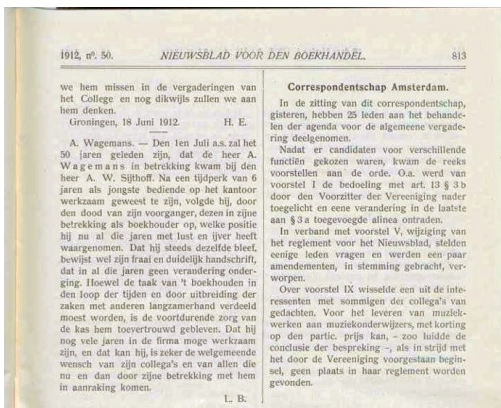 1912, nº. 50.
NIEUWSBLAD VOOR DEN BOEKHANDEL.
813
we hem missen in de vergaderingen van
het College en nog dikwijls zullen we aan
hem denken.
Groningen, 18 Juni 1912. H. E.
A. Wagemans. — Den 1en Juli a.s. zal het
50 jaren geleden zijn, dat de heer A.
Wagemans in betrekking kwam bij den
heer A. W. Sijthoff. Na een tijdperk van 6
jaren als jongste bediende op het kantoor
werkzaam geweest te zijn, volgde hij, door
den dood van zijn voorganger, dezen in zijne
betrekking als boekhouder op, welke positie
hij nu al die jaren met lust en ijver heeft
waargenomen. Dat hij steeds dezelfde bleef,
bewijst wel zijn fraai en duidelijk handschrift,
dat in al die jaren geen verandering onder-
ging. Hoewel de taak van 't boekhouden in
den loop der tijden en door uitbreiding der
zaken met anderen langzamerhand verdeeld
moest worden, is de voortdurende zorg van
de kas hem toevertrouwd gebleven. Dat hij
nog vele jaren in de firma moge werkzaam
zijn, en dat kan hij, is zeker de welgemeende
wensch van zijn collega's en van allen die
nu en dan door zijne betrekking met hem
in aanraking komen.
L. B.
Correspondentschap Amsterdam.
In de zitting van dit correspondentschap,
gisteren, hebben 25 leden aan het behande-
len der agenda voor de algemeene vergade-
ring deelgenomen.
Nadat er candidaten voor verschillende
functiën gekozen waren, kwam de reeks
voorstellen aan de orde. O.a. werd van
voorstel I de bedoeling met art. 13 § 3 b
door den Voorzitter der Vereeniging nader
toegelicht en eene verandering in de laatste
aan § 3 a toegevoegde alinea ontraden.
In verband met voorstel V, wijziging van
het reglement voor het Nieuwsblad, stelden
eenige leden vragen en werden een paar
amendementen, in stemming gebracht, ver-
worpen.
Over voorstel IX wisselde een uit de inte-
ressenten met sommigen der collega's van
gedachten. Voor het leveren van muziek-
werken aan muziekonderwijzers, met korting
op den partic. prijs kan, — zoo luidde de
conclusie der bespreking —, als in strijd met
het door de Vereeniging voorgestaan begin-
sel, geen plaats in haar reglement worden
gevonden.